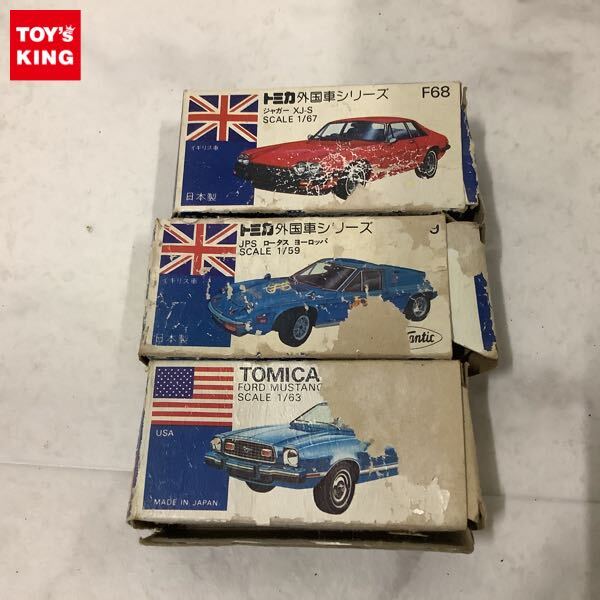 TOY'S
KING
トミカ外国車シリーズ F68
ジャガー XJ-S
SCALE 1/67
イギリス車
日本製
トミカ外国車シリーズ
JPS ロータス ヨーロッパ
SCALE 1/59
イギリス車
日本製
TOMICA
FORD MUSTANG
SCALE 1/63
USA
MADE IN JAPAN